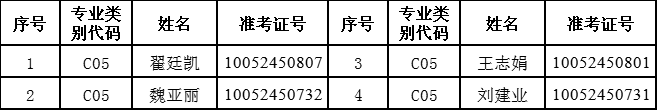 序号 专业类别代码 姓名 准考证号 序号 专业类别代码 姓名 准考证号
1 C05 翟廷凯 10052450807 3 C05 王志娟 10052450801
2 C05 魏亚丽 10052450732 4 C05 刘建业 10052450731